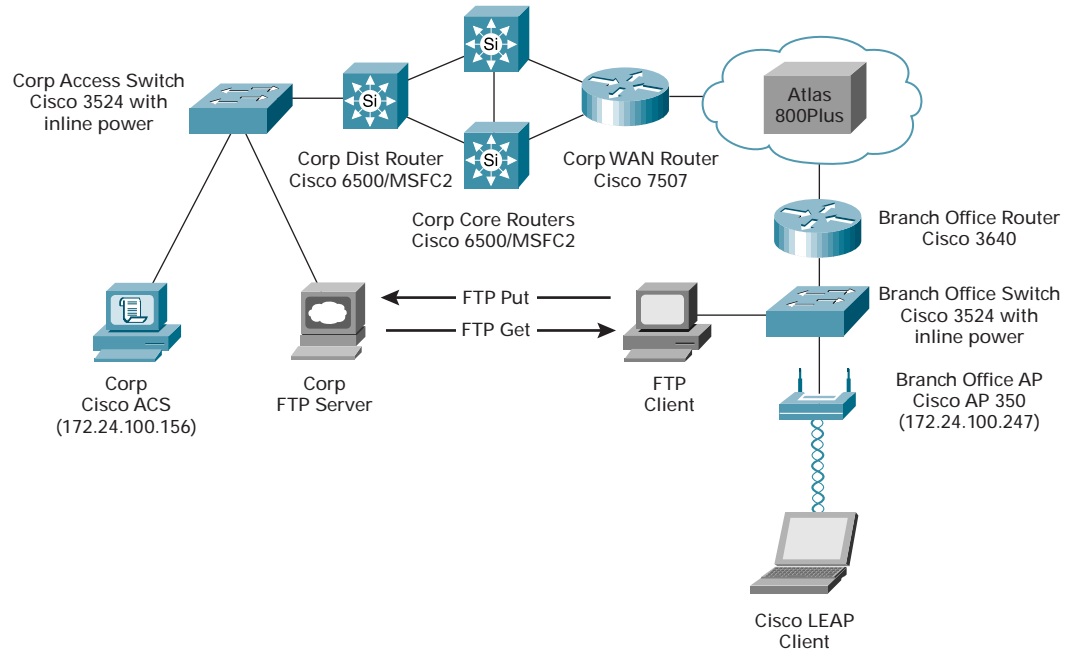 Corp Access Switch
Cisco 3524 with
inline power
Si
Si
Si
Corp Dist Router
Cisco 6500/MSFC2
Corp Core Routers
Cisco 6500/MSFC2
Corp WAN Router
Cisco 7507
Atlas
800Plus
Branch Office Router
Cisco 3640
Branch Office Switch
Cisco 3524 with
inline power
FTP Put
FTP Get
Corp
Cisco ACS
(172.24.100.156)
Corp
FTP Server
FTP
Client
Branch Office AP
Cisco AP 350
(172.24.100.247)
Cisco LEAP
Client